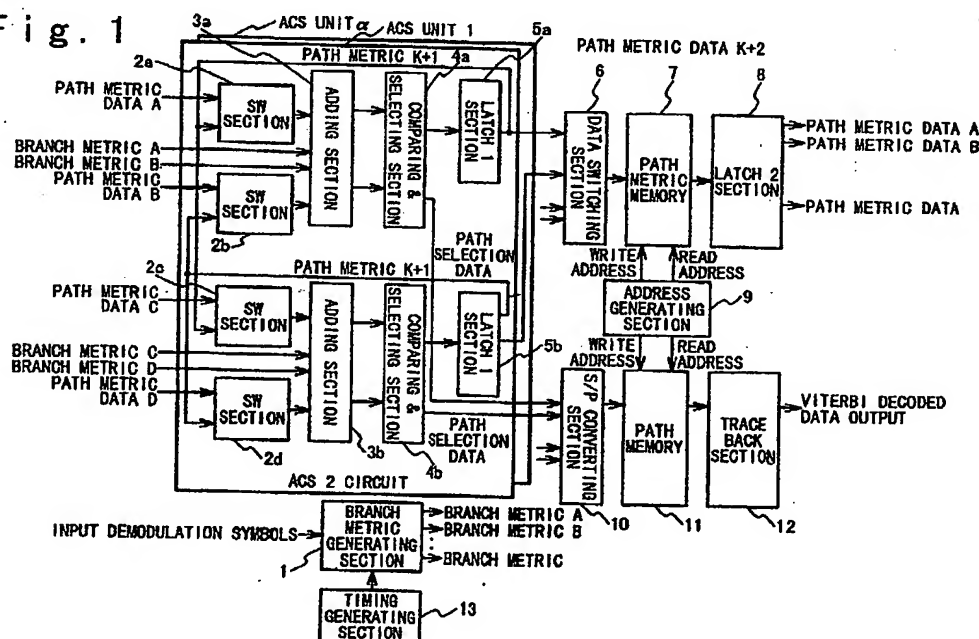 Fig. 1
ACS UNIT α
ACS UNIT 1
3a
5a
PATH METRIC K+1
4a
PATH METRIC DATA K+2
2a
6
7
8
PATH METRIC
DATA A
SW
SECTION
ADDING SECTION
COMPARING &
SELECTING SECTION
LATCH 1
SECTION
DATA SWITCHING
SECTION
PATH
METRIC
MEMORY
LATCH 2
SECTION
PATH METRIC DATA A
PATH METRIC DATA B
PATH METRIC DATA
BRANCH METRIC A
BRANCH METRIC B
PATH METRIC
DATA B
SW
SECTION
2b
PATH
SELECTION
DATA
WRITE
ADDRESS
READ
ADDRESS
2c
PATH METRIC K+1
ADDRESS
GENERATING
SECTION
9
PATH METRIC
DATA C
SW
SECTION
ADDING SECTION
COMPARING &
SELECTING SECTION
LATCH 1
SECTION
5b
WRITE
ADDRESS
READ
ADDRESS
BRANCH METRIC C
BRANCH METRIC D
PATH METRIC
DATA D
SW
SECTION
2d
3b
4b
PATH
SELECTION
DATA
S/P CONVERTING
SECTION
PATH
MEMORY
TRACE
BACK
SECTION
VITERBI DECODED
DATA OUTPUT
10
11
12
ACS 2 CIRCUIT
INPUT DEMODULATION SYMBOLS
BRANCH
METRIC
GENERATING
SECTION
1
BRANCH METRIC A
BRANCH METRIC B
BRANCH METRIC
TIMING
GENERATING
SECTION
13